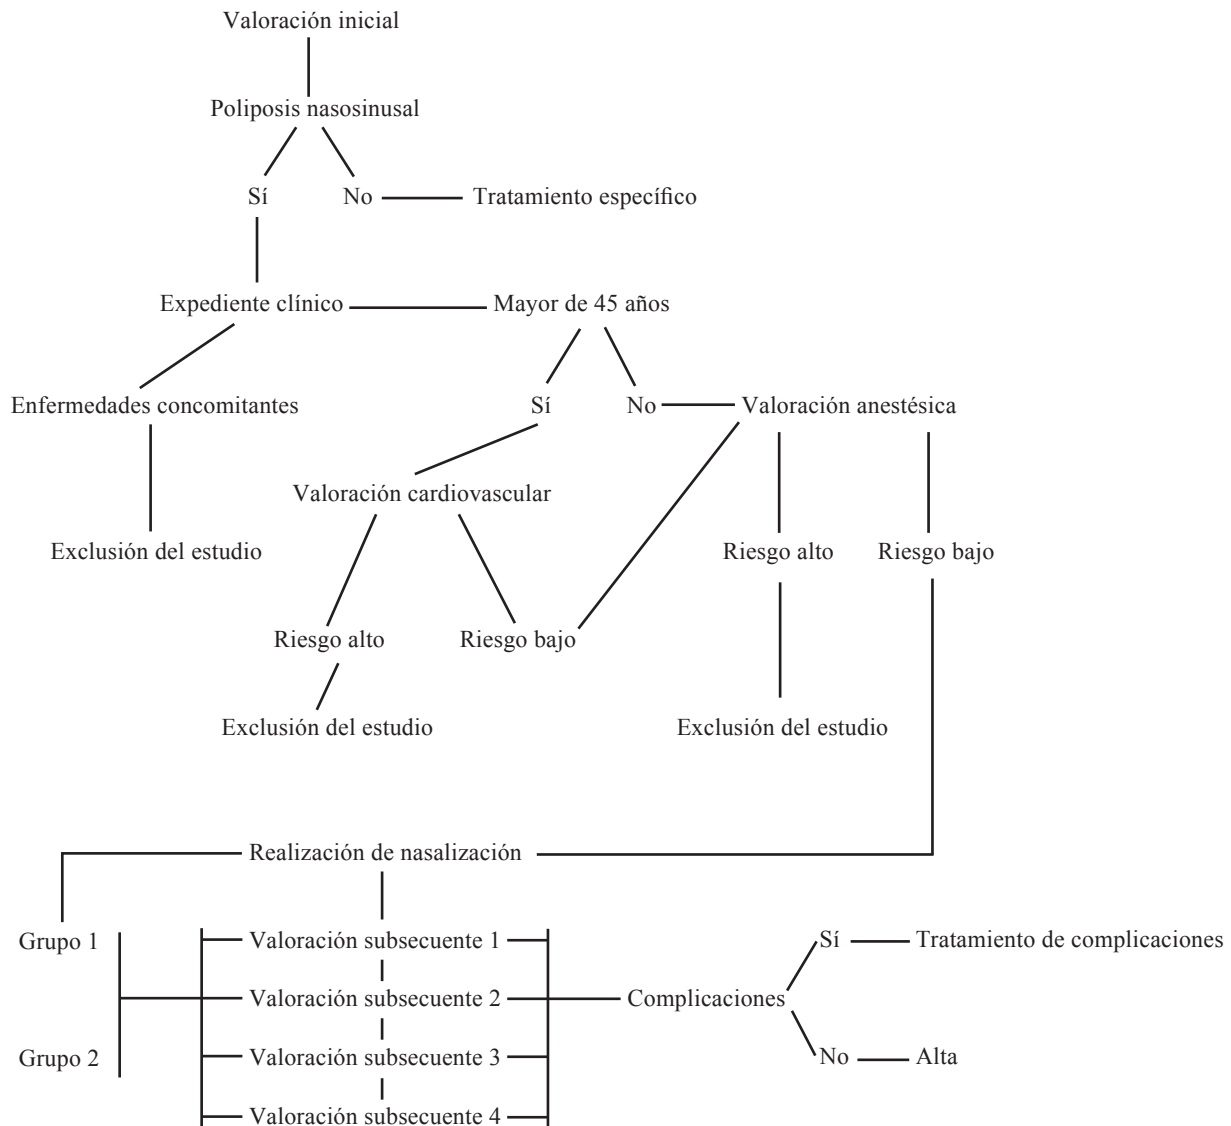 Valoración inicial
Poliposis nasosinusal
Sí No Tratamiento específico
Expediente clínico Mayor de 45 años
Enfermedades concomitantes Sí No Valoración anestésica
Valoración cardiovascular
Exclusión del estudio Riesgo alto Riesgo bajo
Riesgo alto Riesgo bajo
Exclusión del estudio Exclusión del estudio
Realización de nasalización
Grupo 1 Valoración subsecuente 1 Sí Tratamiento de complicaciones
Valoración subsecuente 2 Complicaciones
Grupo 2 Valoración subsecuente 3 No Alta
Valoración subsecuente 4